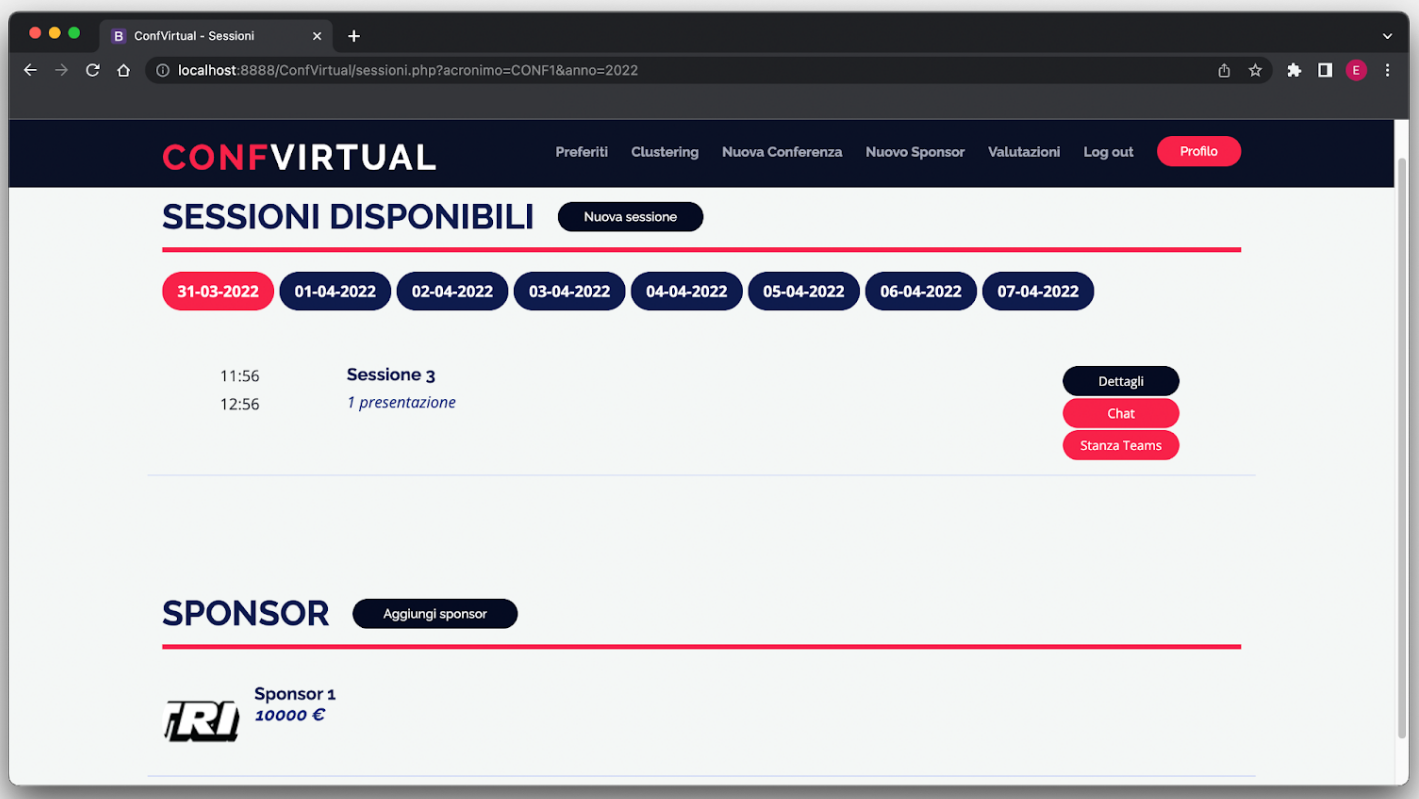 B ConfVirtual - Sessioni
localhost:8888/ConfVirtual/sessioni.php?acronimo=CONF1&anno=2022
E
CONFVIRTUAL Preferiti Clustering Nuova Conferenza Nuovo Sponsor Valutazioni Log out Profilo
SESSIONI DISPONIBILI Nuova sessione
31-03-2022 01-04-2022 02-04-2022 03-04-2022 04-04-2022 05-04-2022 06-04-2022 07-04-2022
11:56 Sessione 3 Dettagli
12:56 1 presentazione Chat
Stanza Teams
SPONSOR Aggiungi sponsor
Sponsor 1
10000 €
TRI